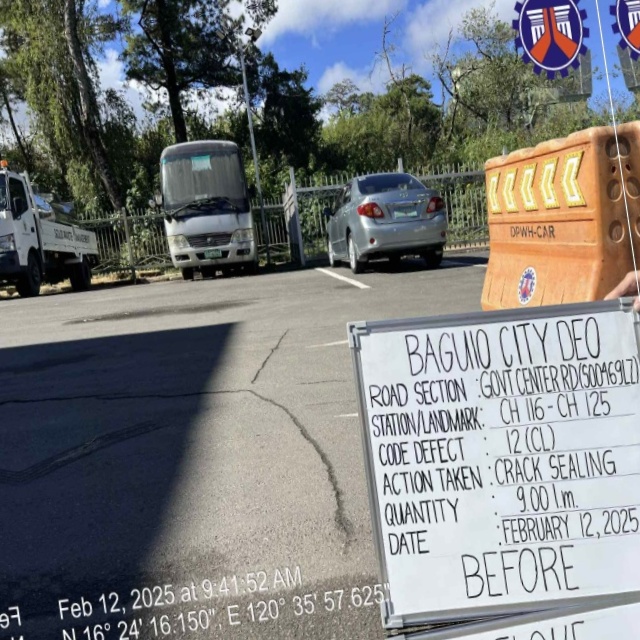 DPWH-CAR
BAGUIO CITY DEO
ROAD SECTION : GOVT CENTER RD(S00469LZ)
STATION/LANDMARK: CH 116 - CH 125
CODE DEFECT : 12 (CL)
ACTION TAKEN : CRACK SEALING
QUANTITY : 9.00 l.m
DATE : FEBRUARY 12, 2025
BEFORE
Feb 12, 2025 at 9:41:52 AM
N 16° 24' 16.150", E 120° 35' 57.625"